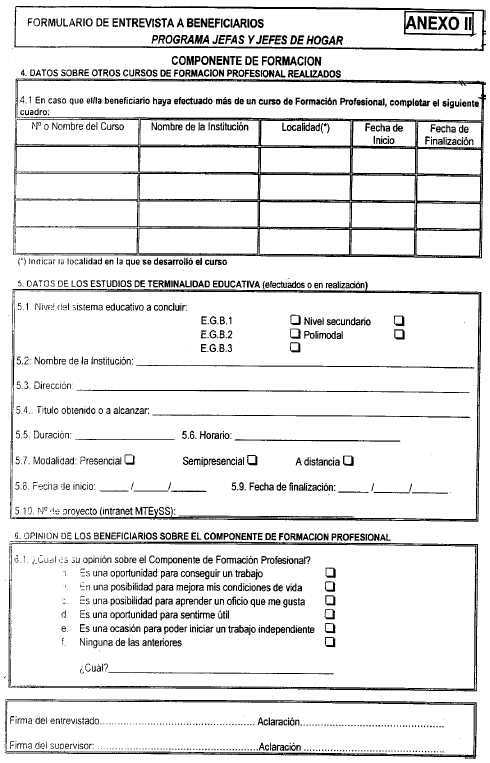 FORMULARIO DE ENTREVISTA A BENEFICIARIOS
ANEXO II
PROGRAMA JEFAS Y JEFES DE HOGAR
COMPONENTE DE FORMACION
4. DATOS SOBRE OTROS CURSOS DE FORMACION PROFESIONAL REALIZADOS
4.1 En caso que el/la beneficiario haya efectuado más de un curso de Formación Profesional, completar el siguiente
cuadro:
Nº o Nombre del Curso Nombre de la Institución Localidad(*) Fecha de Inicio Fecha de Finalización
(*) Indicar la localidad en la que se desarrolló el curso
5. DATOS DE LOS ESTUDIOS DE TERMINALIDAD EDUCATIVA (efectuados o en realización)
5.1. Nivel del sistema educativo a concluir:
E.G.B.1 ❑ Nivel secundario ❑
E.G.B.2 ❑ Polimodal ❑
E.G.B.3 ❑
5.2. Nombre de la Institución:
5.3. Dirección:
5.4.. Titulo obtenido o a alcanzar:
5.5. Duración: 5.6. Horario:
5.7. Modalidad: Presencial ❑ Semipresencial ❑ A distancia ❑
5.8. Fecha de inicio: ____/____/____ 5.9. Fecha de finalización: ____/____/____
5.10. Nº de proyecto (intranet MTEySS):
6. OPINION DE LOS BENEFICIARIOS SOBRE EL COMPONENTE DE FORMACION PROFESIONAL
6.1. ¿Cuál es su opinión sobre el Componente de Formación Profesional?
Es una oportunidad para conseguir un trabajo ❑
En una posibilidad para mejora mis condiciones de vida ❑
c. Es una posibilidad para aprender un oficio que me gusta ❑
d. Es una oportunidad para sentirme útil ❑
e. Es una ocasión para poder iniciar un trabajo independiente ❑
f. Ninguna de las anteriores ❑
¿Cuál?
Firma del entrevistado.................................... Aclaración....................................
Firma del supervisor: .................................... Aclaración ....................................